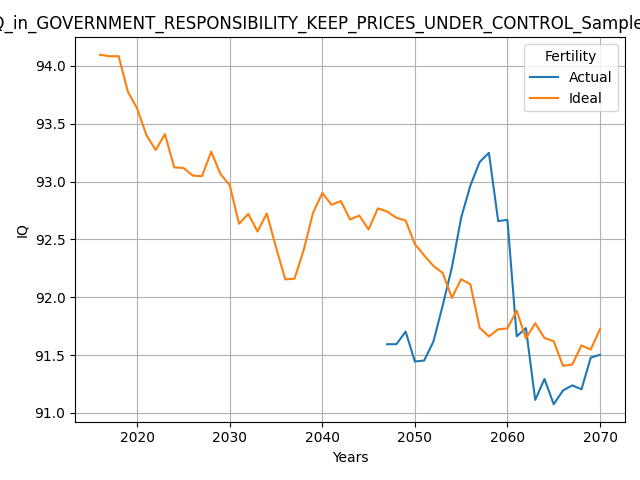 Q_in_GOVERNMENT_RESPONSIBILITY_KEEP_PRICES_UNDER_CONTROL_Sample
Fertility
Actual
Ideal
94.0
93.5
93.0
92.5
92.0
91.5
91.0
IQ
2020 2030 2040 2050 2060 2070
Years